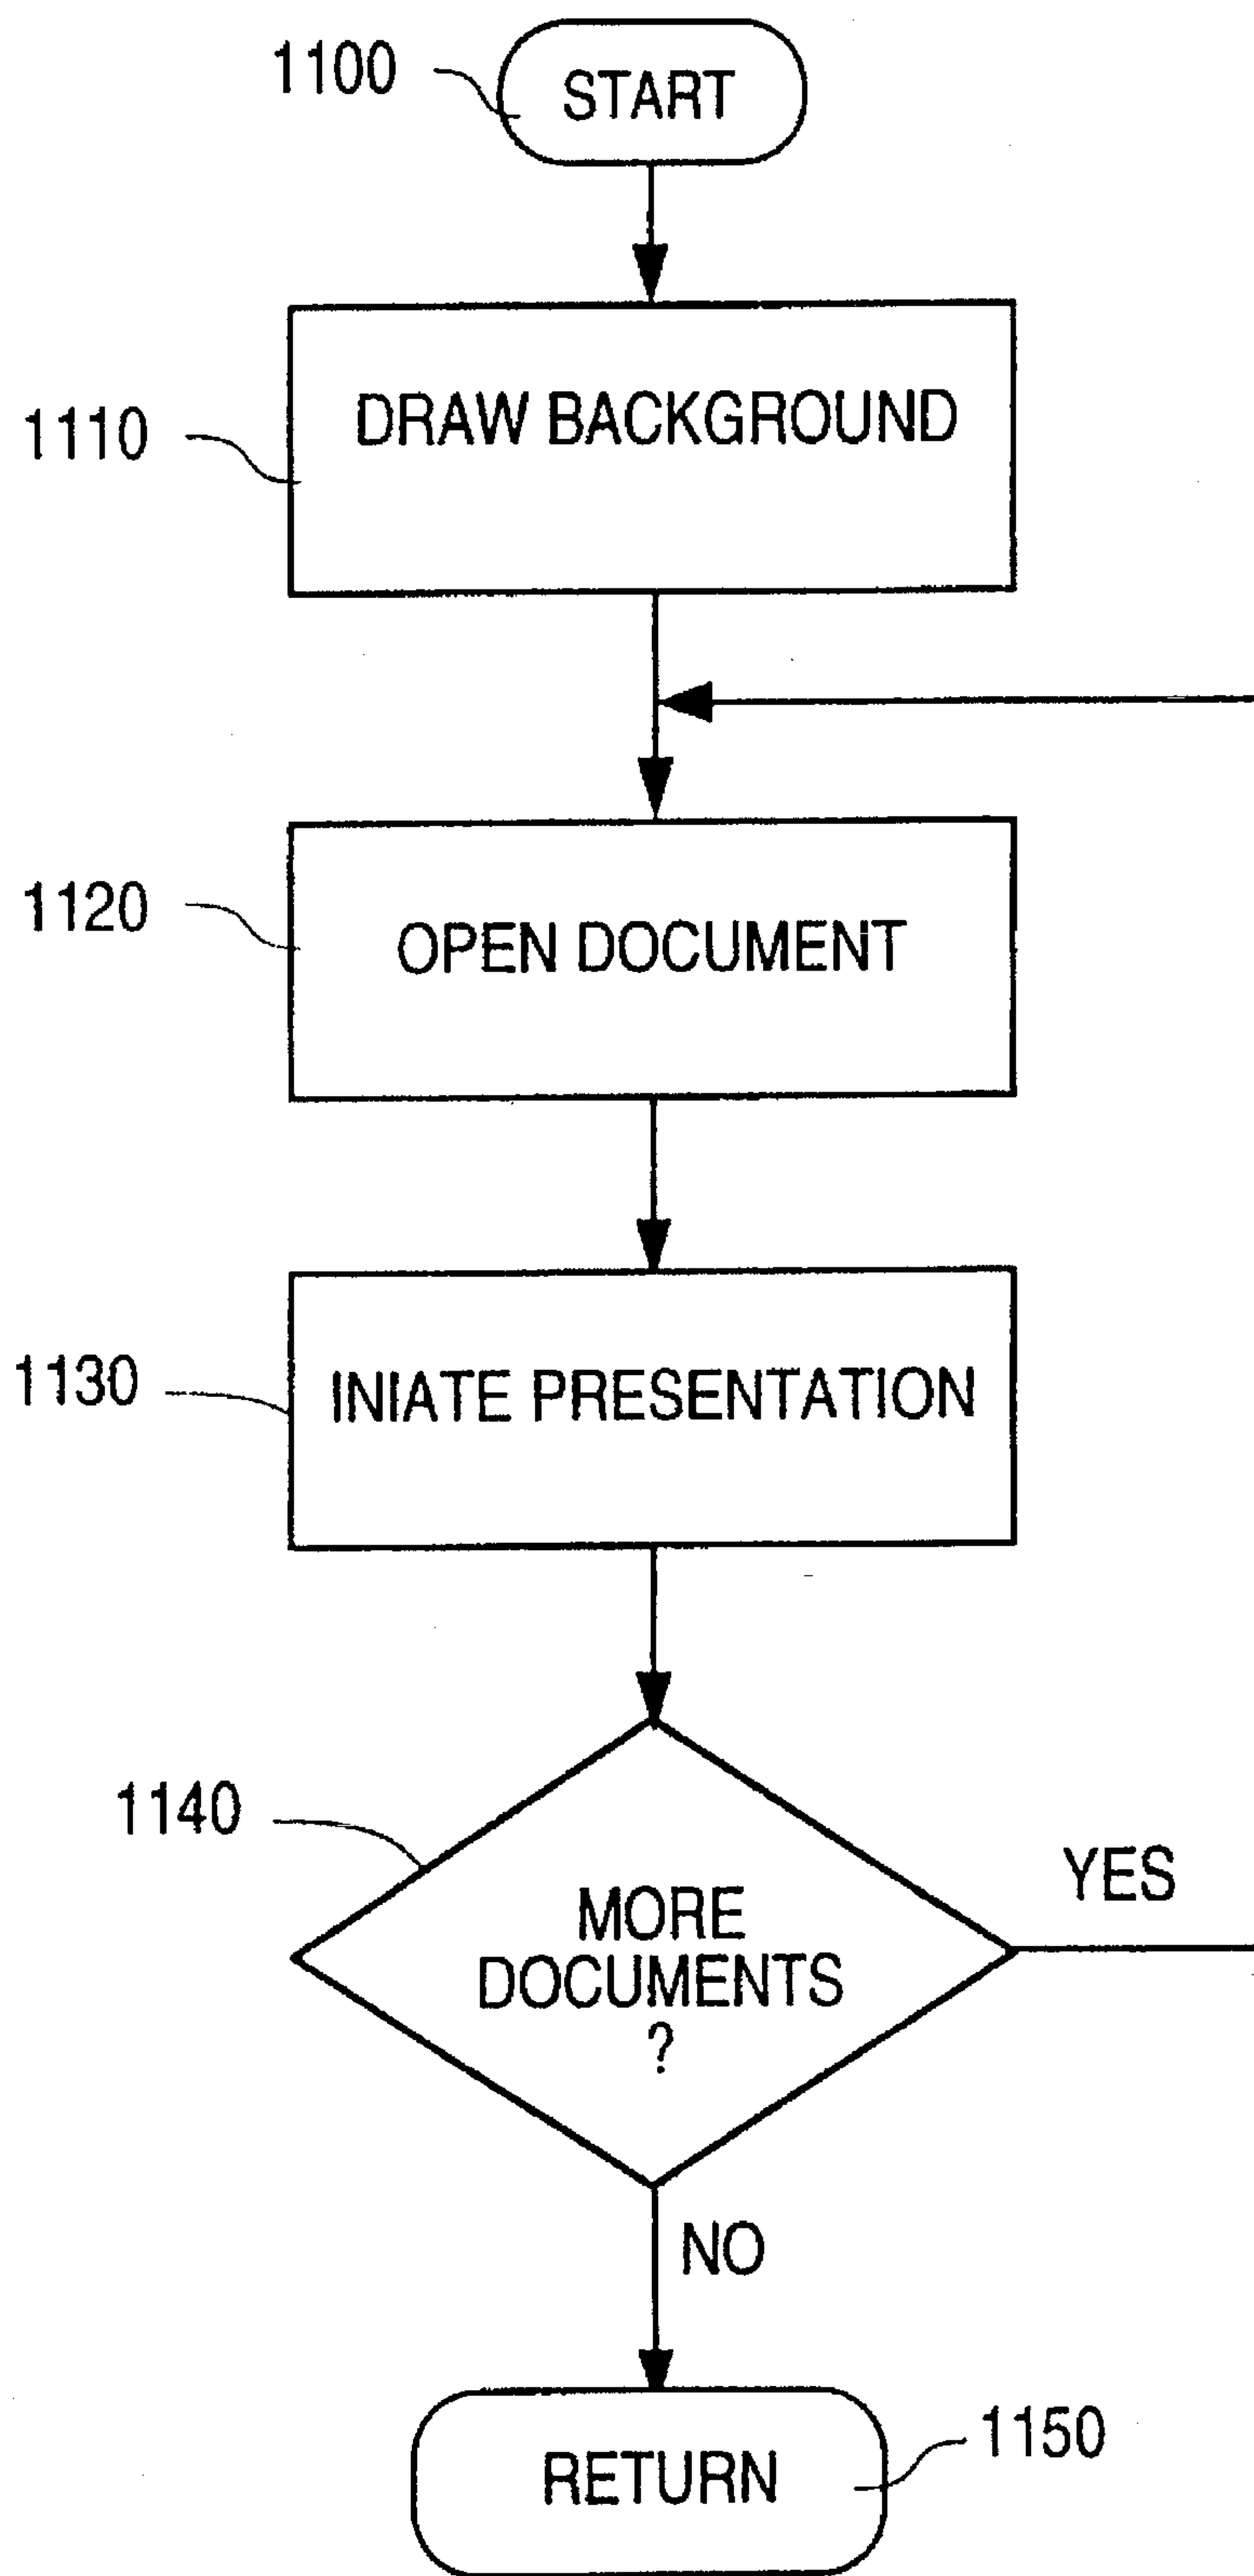 1100
START
1110
DRAW BACKGROUND
1120
OPEN DOCUMENT
1130
INIATE PRESENTATION
1140
MORE
DOCUMENTS
?
YES
NO
RETURN
1150